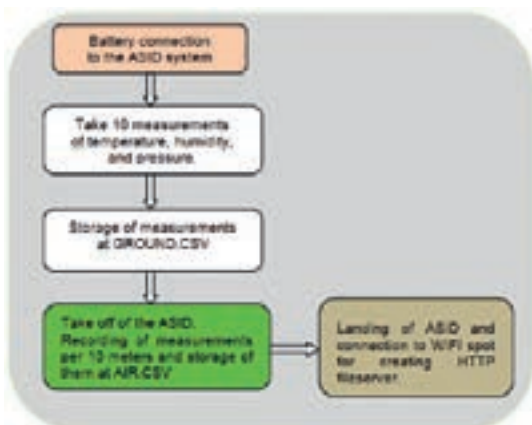 Battery connection
to the ASID system
Take 10 measurements
of temperature, humidity,
and pressure.
Storage of measurements
at GROUND.CSV
Take off of the ASID.
Recording of measurements
per 10 meters and storage of
them at AIR.CSV
Landing of ASID and
connection to WIFI spot
for creating HTTP
fileserver.